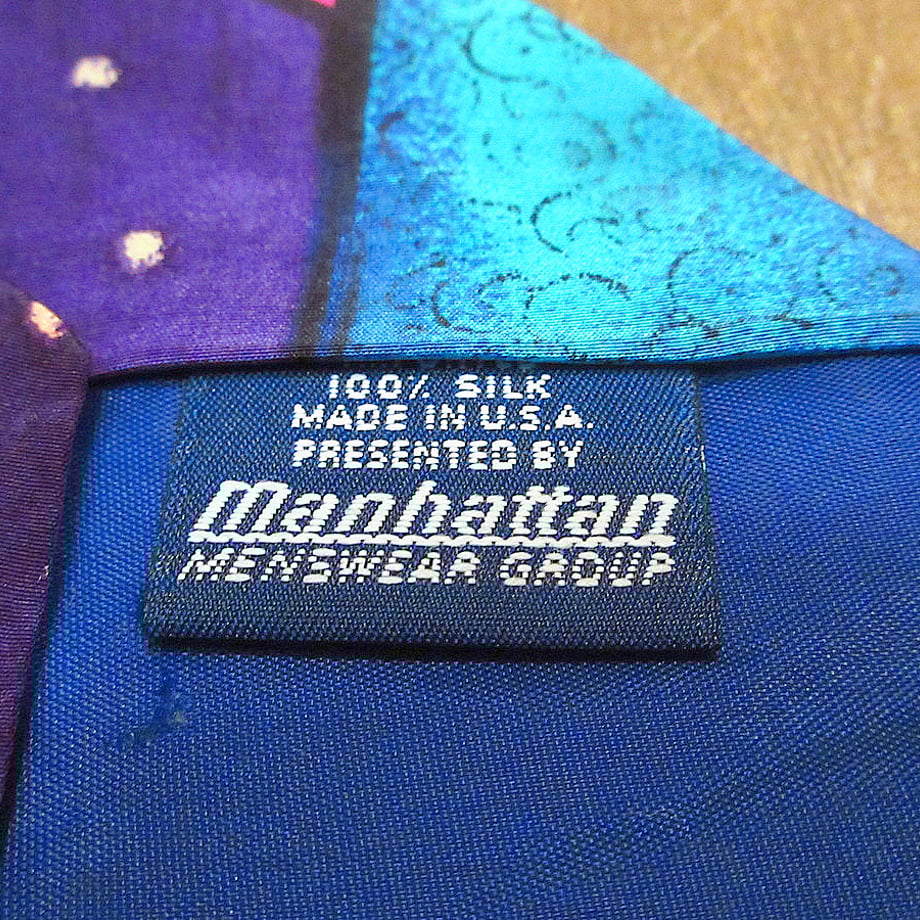 100% SILK
MADE IN U.S.A.
PRESENTED BY
Manhattan
MENSWEAR GROUP